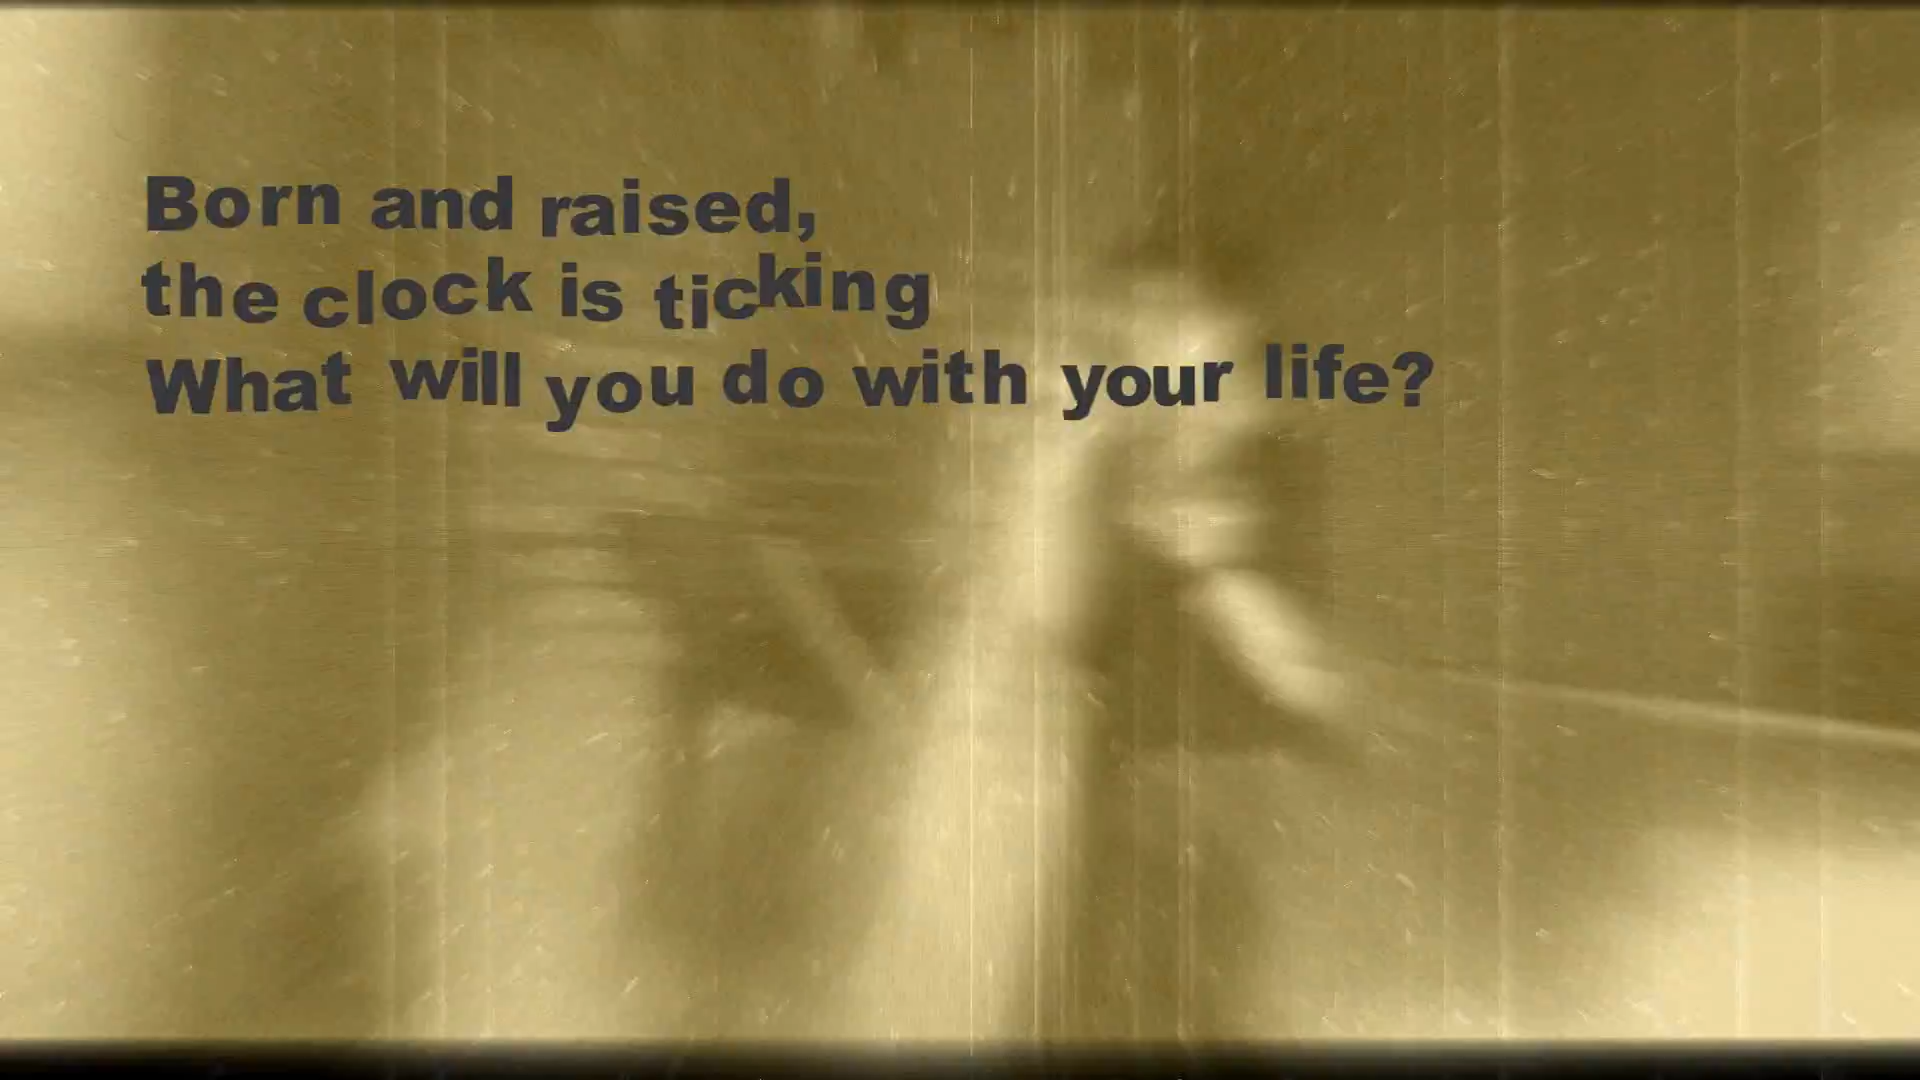 Born and raised,
the clock is ticking
What will you do with your life?